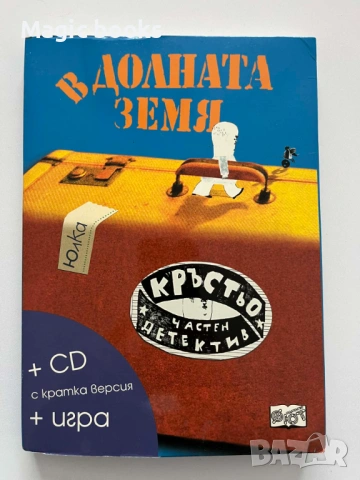 Magic books
В ДОЛНАТА
ЗЕМЯ
Юлка
КРЪСТЬО
ЧАСТЕН
ДЕТЕКТИВ
+ CD
с кратка версия
+ игра
BAZAR